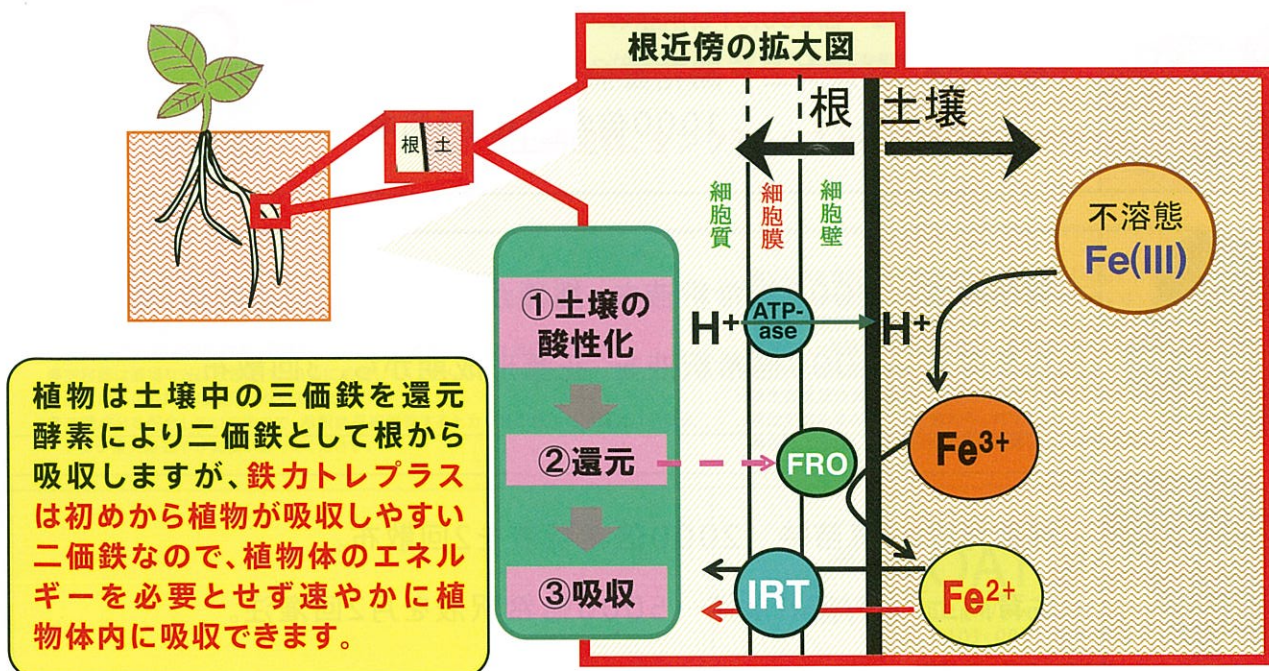 根近傍の拡大図
根 土壌
根 土
細胞質
細胞膜
細胞壁
不溶態
Fe(III)
①土壌の
酸性化
H+
ATP-
ase
H+
②還元
FRO
Fe3+
③吸収
IRT
Fe2+
植物は土壌中の三価鉄を還元
酵素により二価鉄として根から
吸収しますが、鉄力トレプラス
は初めから植物が吸収しやすい
二価鉄なので、植物体のエネル
ギーを必要とせず速やかに植
物体内に吸収できます。